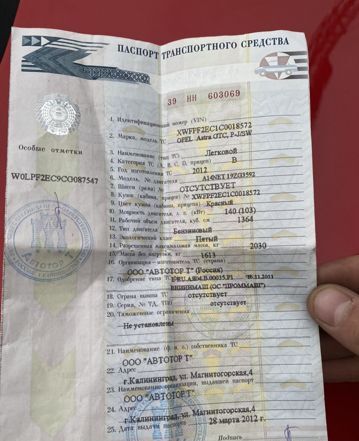 ПАСПОРТ ТРАНСПОРТНОГО СРЕДСТВА
39 НН 603069
1. Идентификационный номер (VIN) XWFPF2EC1C0018572
2. Марка, модель ТС OPEL Astra OTC, P-J/SW
3. Наименование (тип ТС) Легковой
4. Категория ТС (А, В, С, D, прицеп) B
5. Год изготовления ТС 2012
6. Модель, № двигателя A14NET 19ZG3592
7. Шасси (рама) № ОТСУТСТВУЕТ
8. Кузов (кабина, прицеп) № XWFPF2EC1C0018572
9. Цвет кузова (кабины, прицепа) Красный
10. Мощность двигателя, л. с. (кВт) 140 (103)
11. Рабочий объем двигателя, куб. см 1364
12. Тип двигателя Бензиновый
13. Экологический класс Пятый
14. Разрешенная максимальная масса, кг 2030
15. Масса без нагрузки, кг 1613
16. Организация-изготовитель ТС (страна)
ООО "АВТОТОР Т" (Россия)
17. Одобрение типа ТС №
18. Страна вывоза ТС отсутствует
19. Серия, № ТД, отсутствует
20. Таможенные ограничения
Не установлены
21. Наименование (ф. и. о.) собственника ТС
ООО "АВТОТОР Т"
22. Адрес г.Калининград, ул. Магнитогорская,4
23. Наименование организации, выдавшей паспорт
ООО "АВТОТОР Т"
24. Адрес
г.Калининград, ул. Магнитогорская,4
25. Дата выдачи паспорта 28 марта 2012 г.
Подпись
Особые отметки
W0LPF2EC9CG087547
Автотор